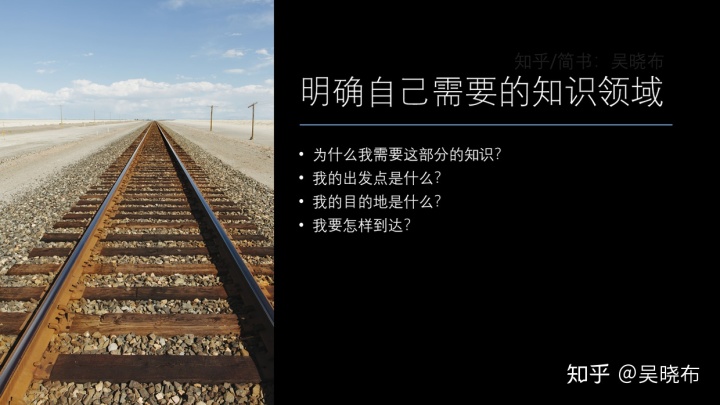 知乎/简书：吴晓布
明确自己需要的知识领域
• 为什么我需要这部分的知识？
• 我的出发点是什么？
• 我的目的地是什么？
• 我要怎样到达？
知乎 @吴晓布